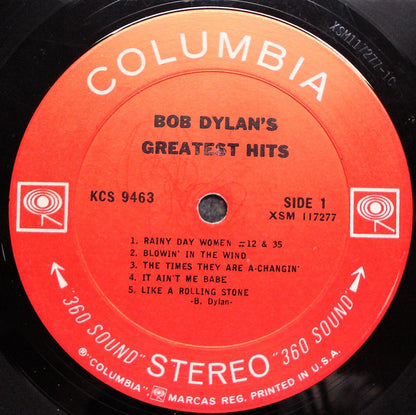 COLUMBIA
XSM117277-1C
BOB DYLAN'S
GREATEST HITS
KCS 9463
SIDE 1
XSM 117277
1. RAINY DAY WOMEN #12 & 35
2. BLOWIN' IN THE WIND
3. THE TIMES THEY ARE A-CHANGIN'
4. IT AIN'T ME BABE
5. LIKE A ROLLING STONE
-B. Dylan-
"360 SOUND" STEREO "360 SOUND"
℗ "COLUMBIA" MARCAS REG. PRINTED IN U.S.A.